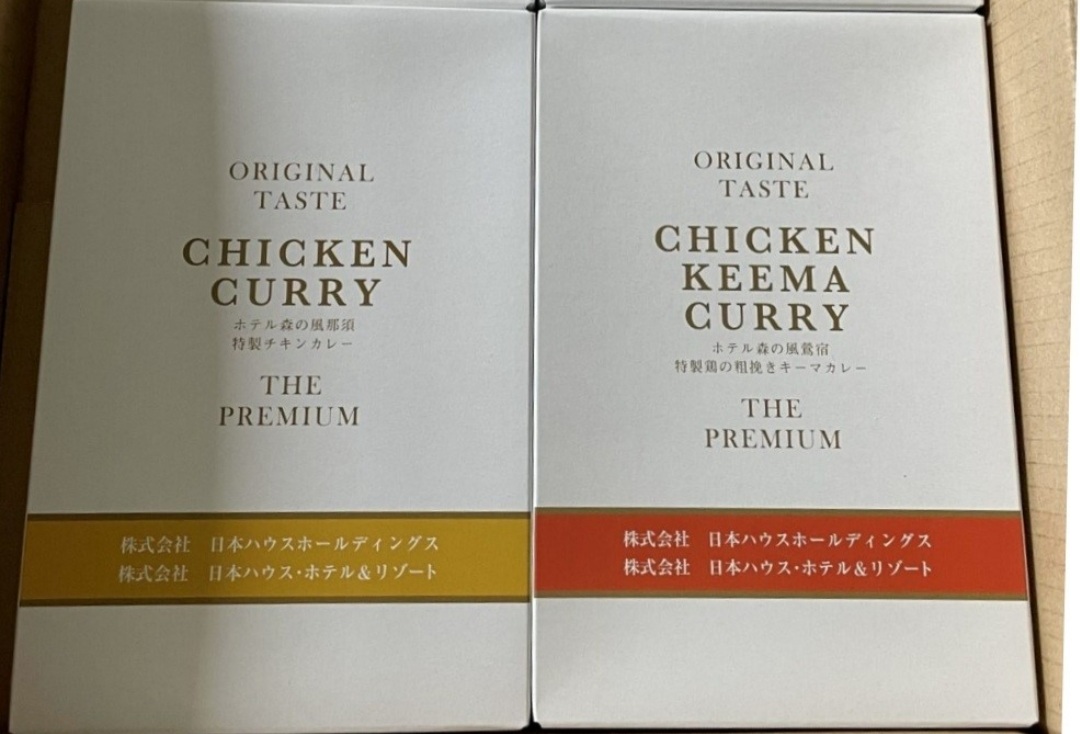 ORIGINAL
TASTE
CHICKEN
CURRY
ホテル森の風那須
特製チキンカレー
THE
PREMIUM
株式会社 日本ハウスホールディングス
株式会社 日本ハウス・ホテル&リゾート
ORIGINAL
TASTE
CHICKEN
KEEMA
CURRY
ホテル森の風鶯宿
特製鶏の粗挽きキーマカレー
THE
PREMIUM
株式会社 日本ハウスホールディングス
株式会社 日本ハウス・ホテル&リゾート